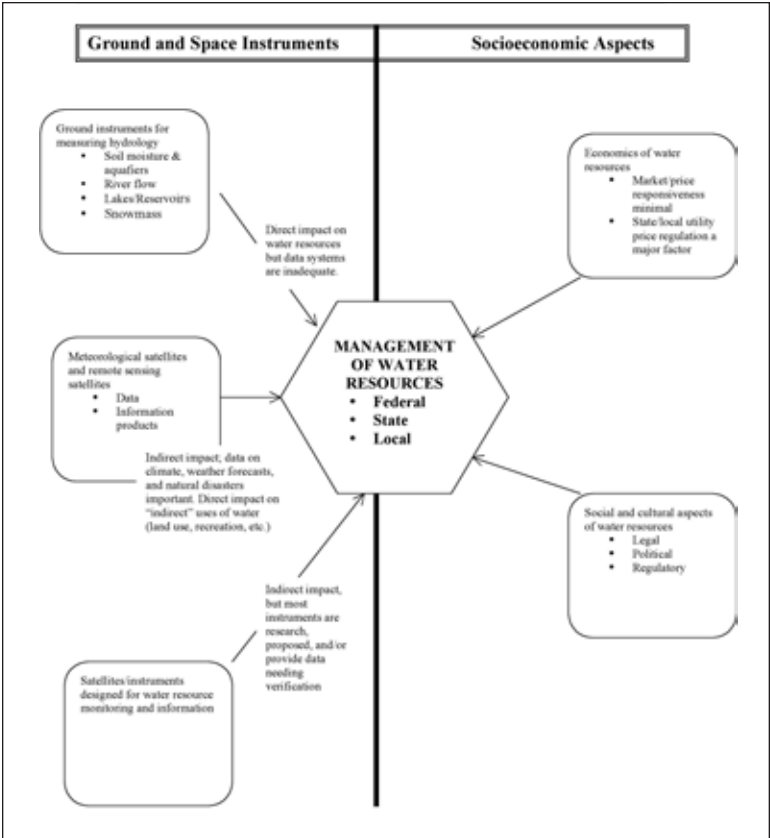 Ground and Space Instruments
Socioeconomic Aspects
Ground instruments for
measuring hydrology
▪ Soil moisture &
aquafiers
▪ River flow
▪ Lakes/Reservoirs
▪ Snowmass
Direct impact on
water resources
but data systems
are inadequate.
Economics of water
resources
▪ Market/price
responsiveness
minimal
▪ State/local utility
price regulation a
major factor
MANAGEMENT
OF WATER
RESOURCES
• Federal
• State
• Local
Meteorological satellites
and remote sensing
satellites
▪ Data
▪ Information
products
Indirect impact; data on
climate, weather forecasts,
and natural disasters
important. Direct impact on
“indirect” uses of water
(land use, recreation, etc.)
Social and cultural aspects
of water resources
▪ Legal
▪ Political
▪ Regulatory
Indirect impact,
but most
instruments are
research,
proposed, and/or
provide data
needing
verification
Satellites/instruments
designed for water resource
monitoring and information